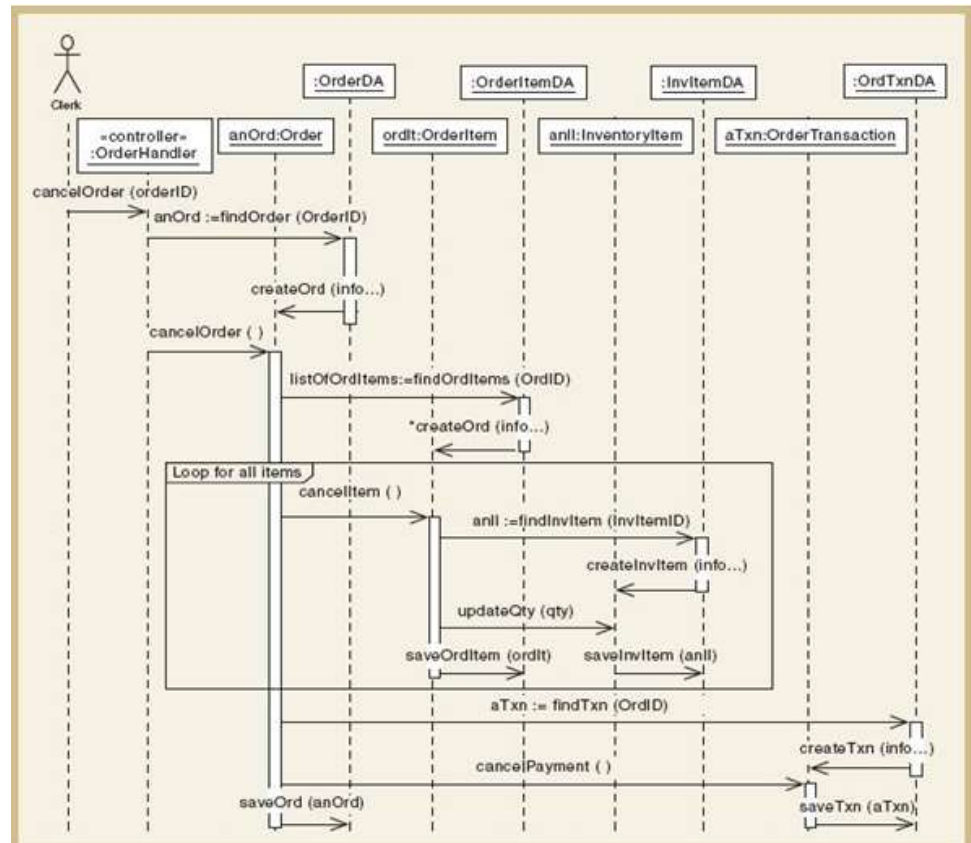 :OrderDA
:OrderItemDA
:InvItemDA
:OrdTxnDA
Clerk
«controller»
:OrderHandler
anOrd:Order
ordIt:OrderItem
anII:InventoryItem
aTxn:OrderTransaction
cancelOrder (orderID)
anOrd :=findOrder (OrderID)
createOrd (info...)
cancelOrder ( )
listOfOrdItems:=findOrdItems (OrdID)
*createOrd (info...)
Loop for all items
cancelItem ( )
anII :=findInvItem (InvItemID)
createInvItem (info...)
updateQty (qty)
saveOrdItem (ordIt)
saveInvItem (anII)
aTxn := findTxn (OrdID)
createTxn (info...)
cancelPayment ( )
saveOrd (anOrd)
saveTxn (aTxn)